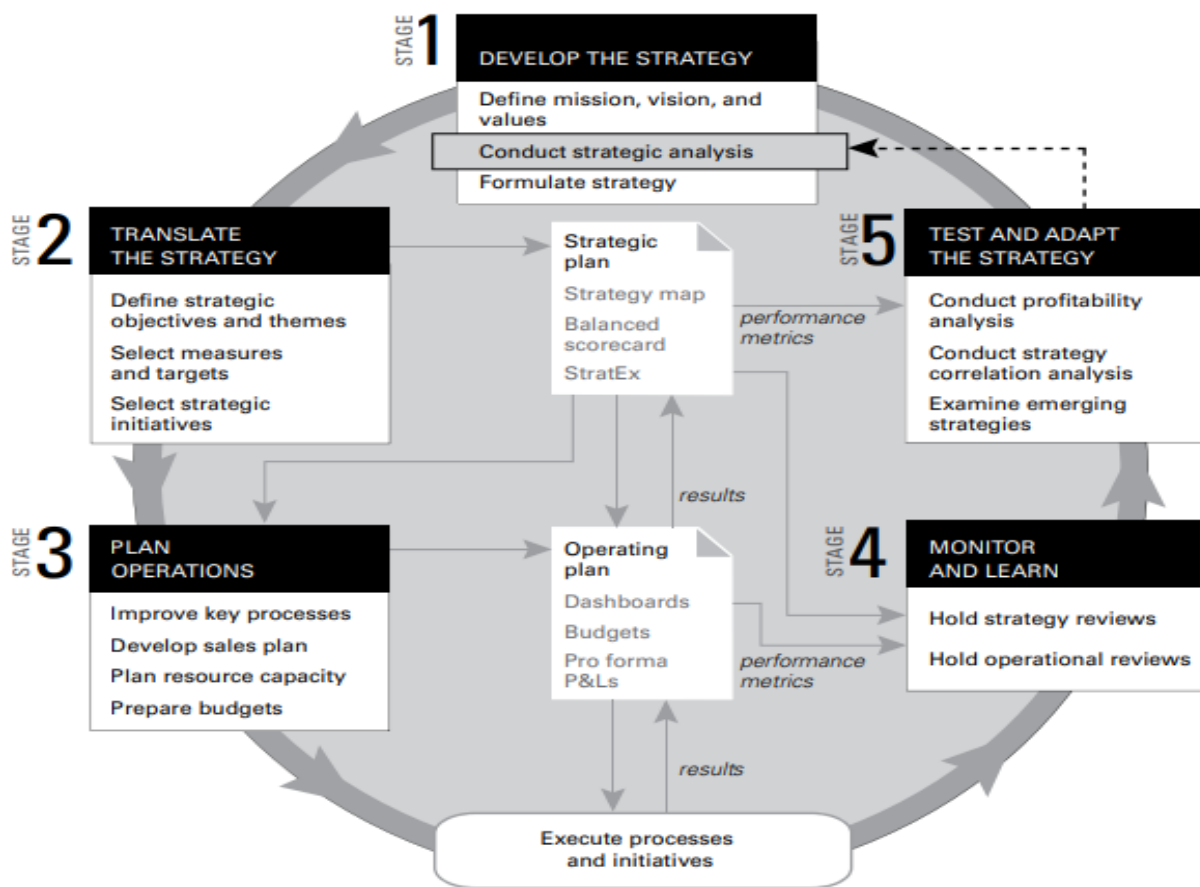 STAGE 1
DEVELOP THE STRATEGY
Define mission, vision, and
values
Conduct strategic analysis
Formulate strategy
STAGE 2
TRANSLATE
THE STRATEGY
Define strategic
objectives and themes
Select measures
and targets
Select strategic
initiatives
Strategic
plan
Strategy map
Balanced
scorecard
StratEx
performance
metrics
STAGE 5
TEST AND ADAPT
THE STRATEGY
Conduct profitability
analysis
Conduct strategy
correlation analysis
Examine emerging
strategies
results
STAGE 3
PLAN
OPERATIONS
Improve key processes
Develop sales plan
Plan resource capacity
Prepare budgets
Operating
plan
Dashboards
Budgets
Pro forma
P&Ls
performance
metrics
STAGE 4
MONITOR
AND LEARN
Hold strategy reviews
Hold operational reviews
results
Execute processes
and initiatives